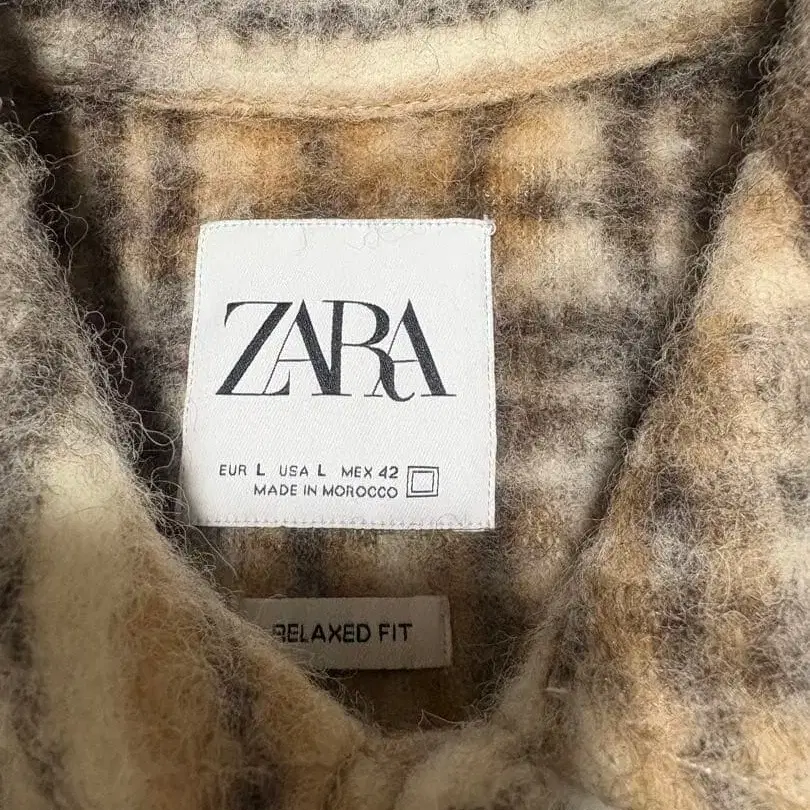 ZARA
EUR L USA L MEX 42
MADE IN MOROCCO
RELAXED FIT